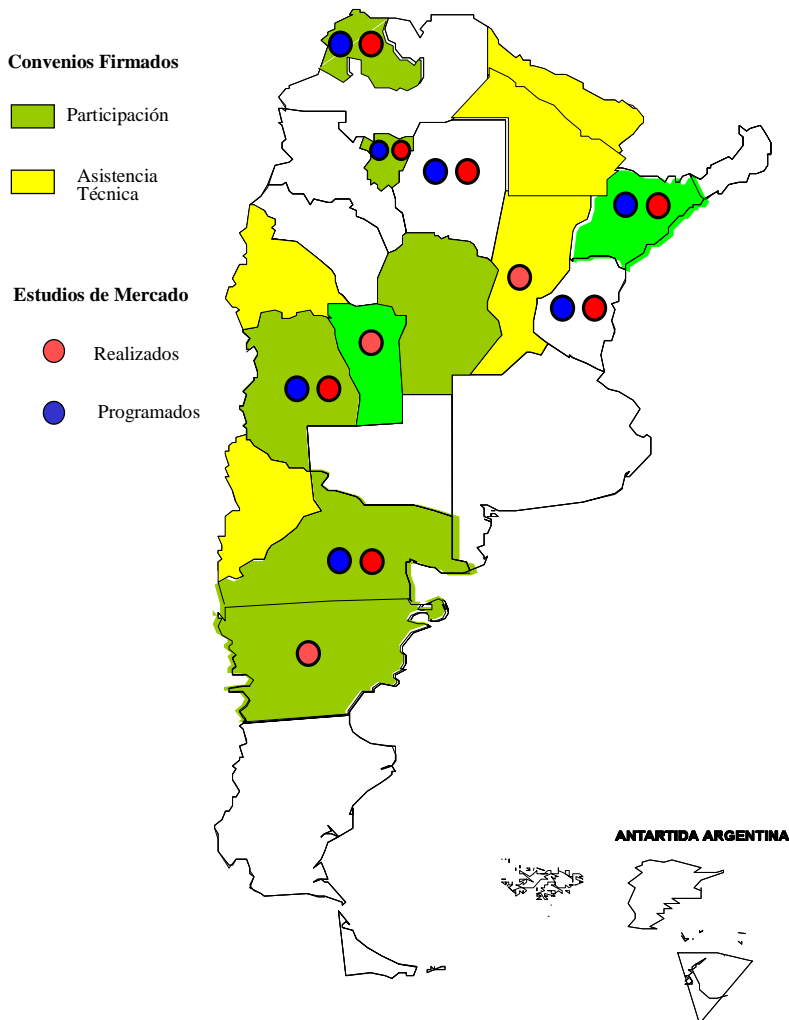 Convenios Firmados
Participación
Asistencia
Técnica
Estudios de Mercado
Realizados
Programados
ANTARTIDA ARGENTINA